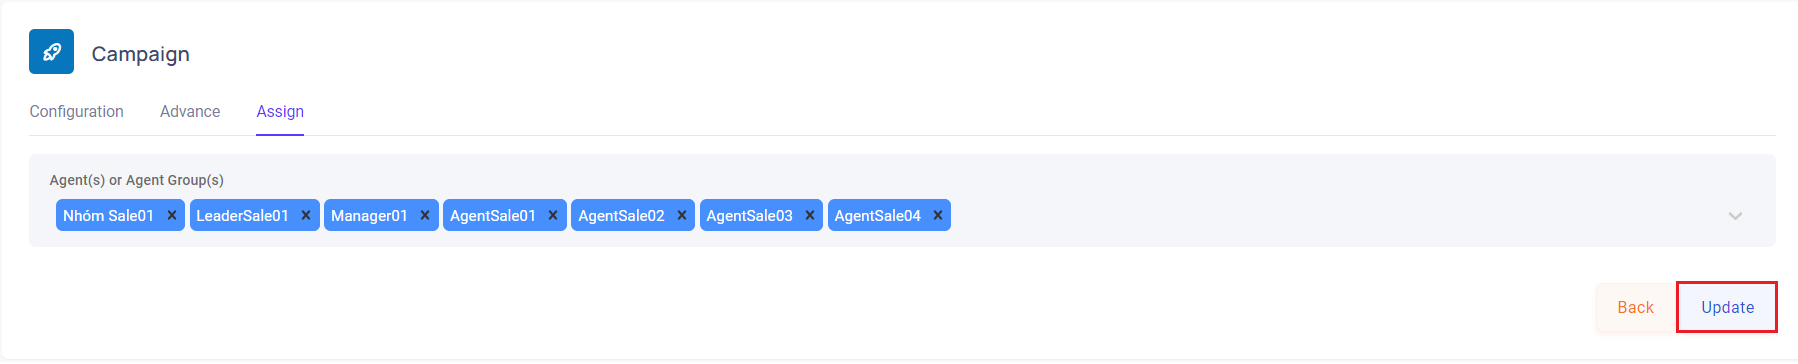 Campaign
Configuration Advance Assign
Agent(s) or Agent Group(s)
Nhóm Sale01 × LeaderSale01 × Manager01 × AgentSale01 × AgentSale02 × AgentSale03 × AgentSale04 ×
Back Update